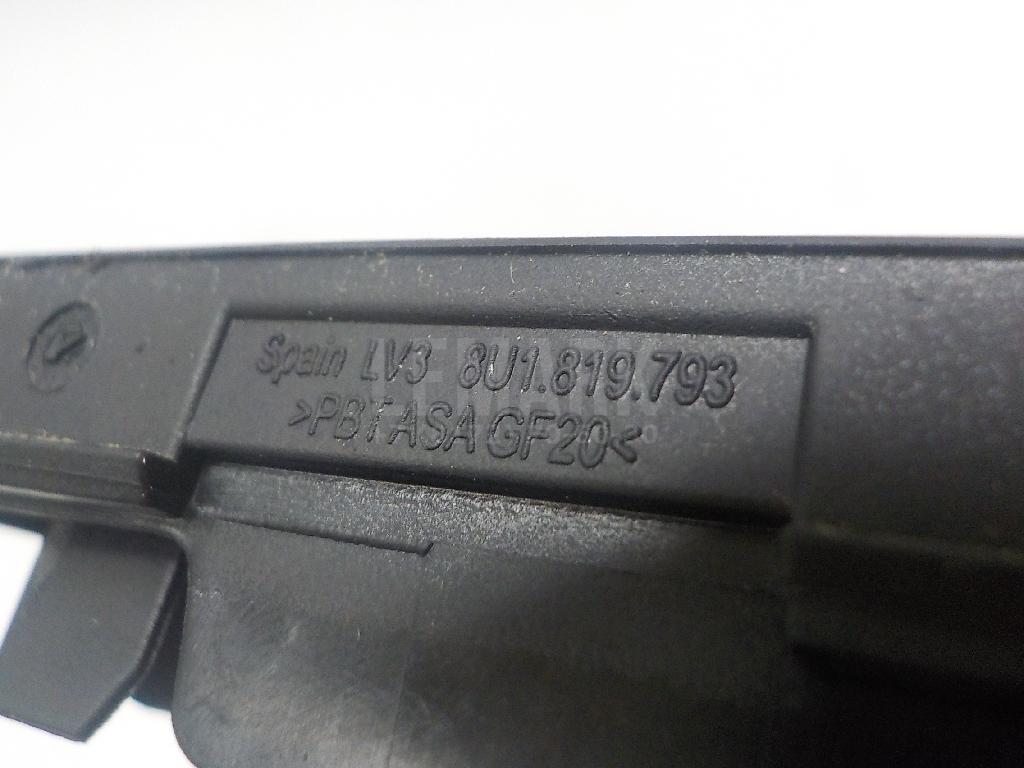 Spain LV3 8U1.819.793
>PBT ASA GF20<